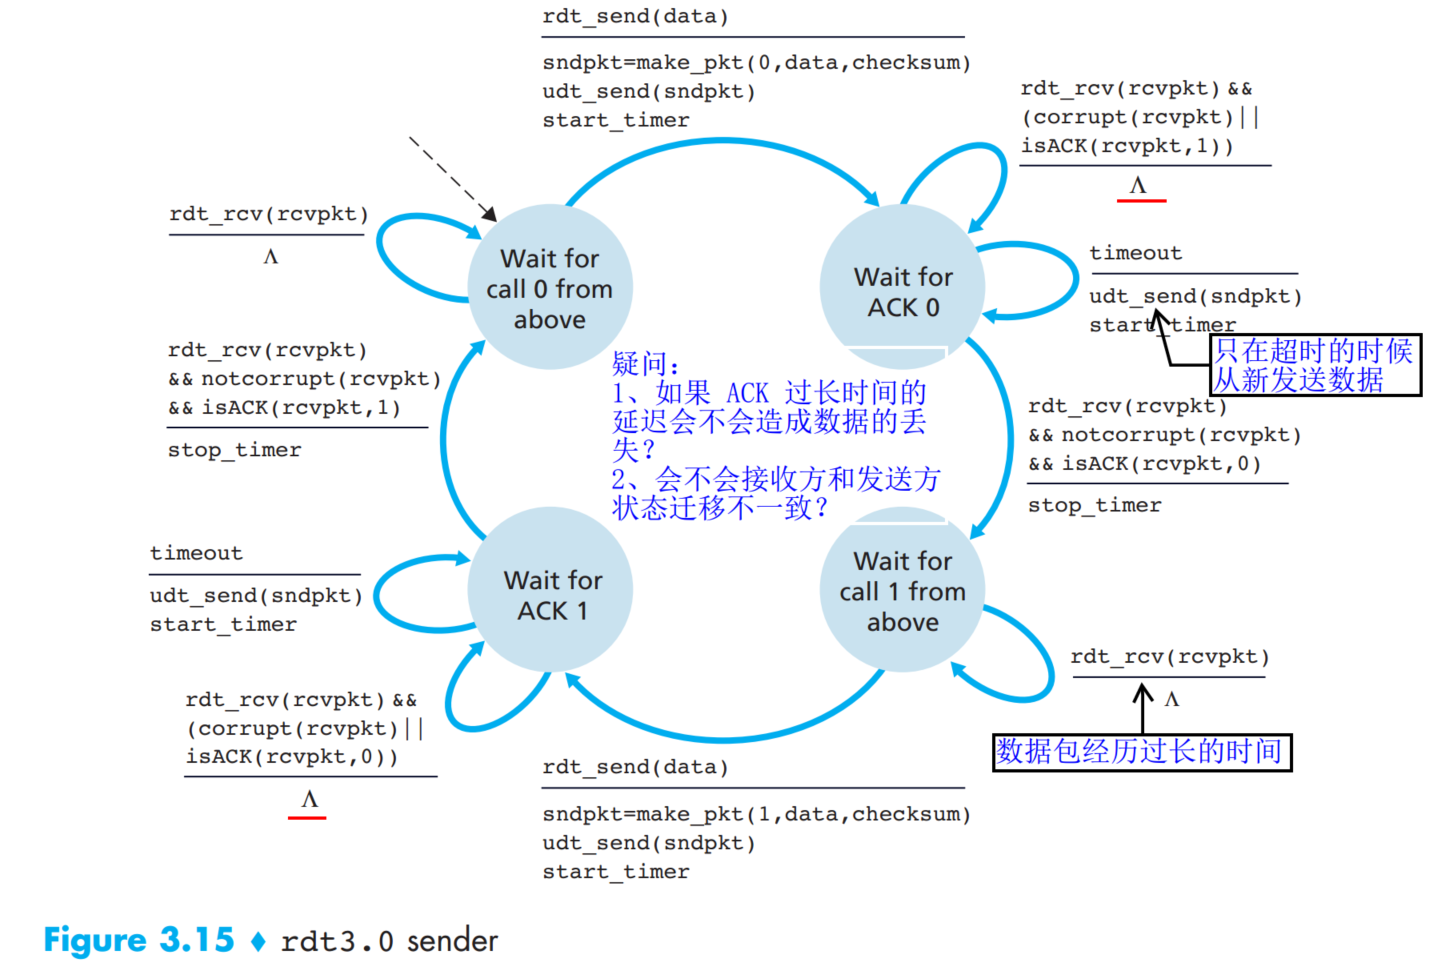 rdt_send(data)
sndpkt=make_pkt(0,data,checksum)
udt_send(sndpkt)
start_timer
rdt_rcv(rcvpkt) &&
(corrupt(rcvpkt)||
isACK(rcvpkt,1))
Λ
rdt_rcv(rcvpkt)
Λ
Wait for
call 0 from
above
Wait for
ACK 0
timeout
udt_send(sndpkt)
start_timer
只在超时的时候
从新发送数据
rdt_rcv(rcvpkt)
&& notcorrupt(rcvpkt)
&& isACK(rcvpkt,1)
stop_timer
疑问：
1、如果 ACK 过长时间的
延迟会不会造成数据的丢
失？
2、会不会接收方和发送方
状态迁移不一致？
rdt_rcv(rcvpkt)
&& notcorrupt(rcvpkt)
&& isACK(rcvpkt,0)
stop_timer
timeout
udt_send(sndpkt)
start_timer
Wait for
ACK 1
Wait for
call 1 from
above
rdt_rcv(rcvpkt)
Λ
数据包经历过长的时间
rdt_rcv(rcvpkt) &&
(corrupt(rcvpkt)||
isACK(rcvpkt,0))
Λ
rdt_send(data)
sndpkt=make_pkt(1,data,checksum)
udt_send(sndpkt)
start_timer
Figure 3.15 ♦ rdt3.0 sender